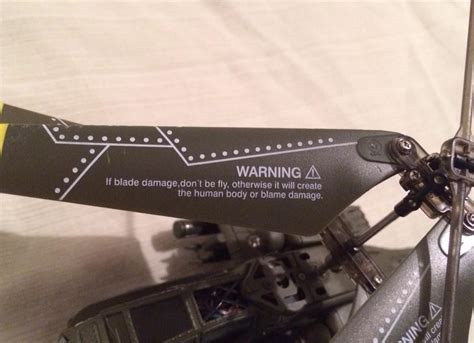 WARNING
If blade damage,don't be fly, otherwise it will create
the human body or blame damage.